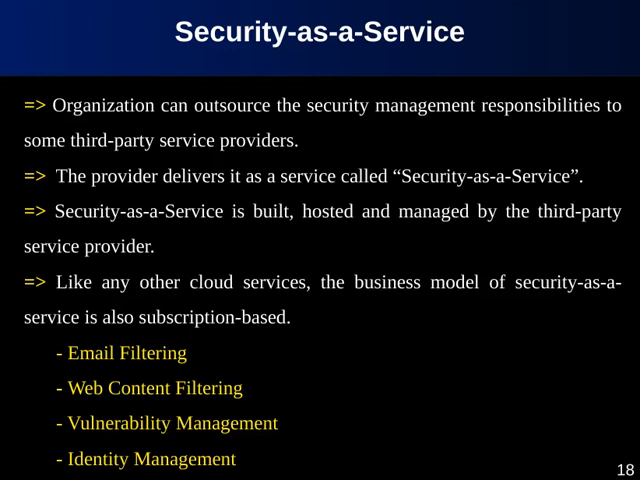 Security-as-a-Service
=> Organization can outsource the security management responsibilities to
some third-party service providers.
=> The provider delivers it as a service called “Security-as-a-Service”.
=> Security-as-a-Service is built, hosted and managed by the third-party
service provider.
=> Like any other cloud services, the business model of security-as-a-
service is also subscription-based.
- Email Filtering
- Web Content Filtering
- Vulnerability Management
- Identity Management
18